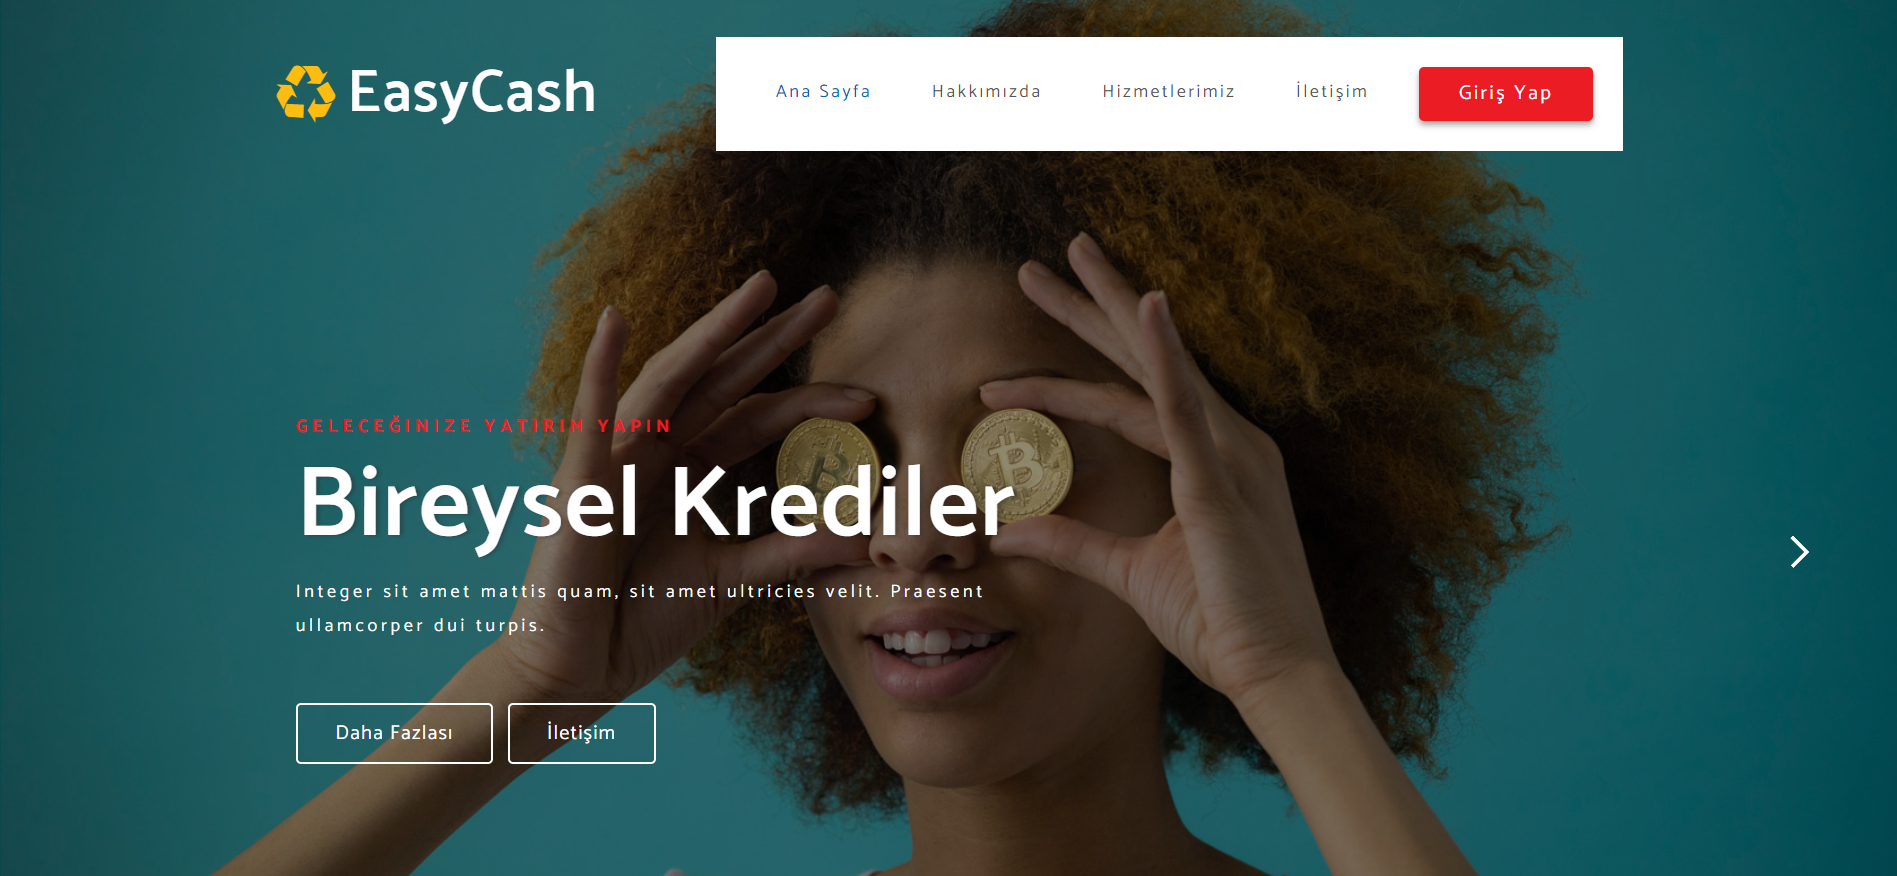 EasyCash
Ana Sayfa
Hakkımızda
Hizmetlerimiz
İletişim
Giriş Yap
GELECEĞINIZE YATIRIM YAPIN
Bireysel Krediler
Integer sit amet mattis quam, sit amet ultricies velit. Praesent
ullamcorper dui turpis.
Daha Fazlası
İletişim